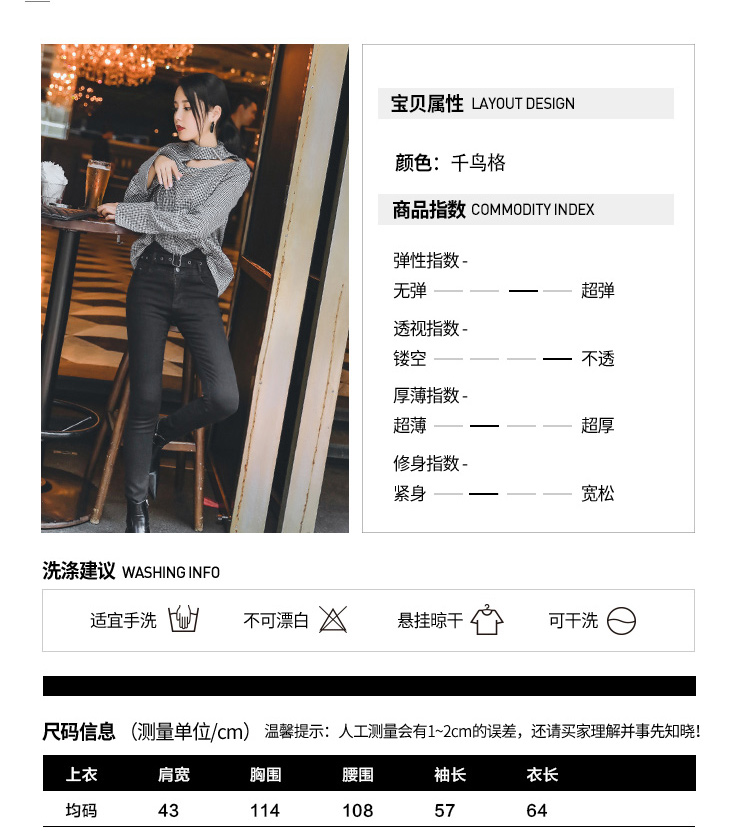 宝贝属性 LAYOUT DESIGN
颜色：千鸟格
商品指数 COMMODITY INDEX
弹性指数 -
无弹 超弹
透视指数 -
镂空 不透
厚薄指数 -
超薄 超厚
修身指数 -
紧身 宽松
洗涤建议 WASHING INFO
适宜手洗 不可漂白 悬挂晾干 可干洗
尺码信息 （测量单位/cm） 温馨提示：人工测量会有1~2cm的误差，还请买家理解并事先知晓!
上衣 肩宽 胸围 腰围 袖长 衣长
均码 43 114 108 57 64